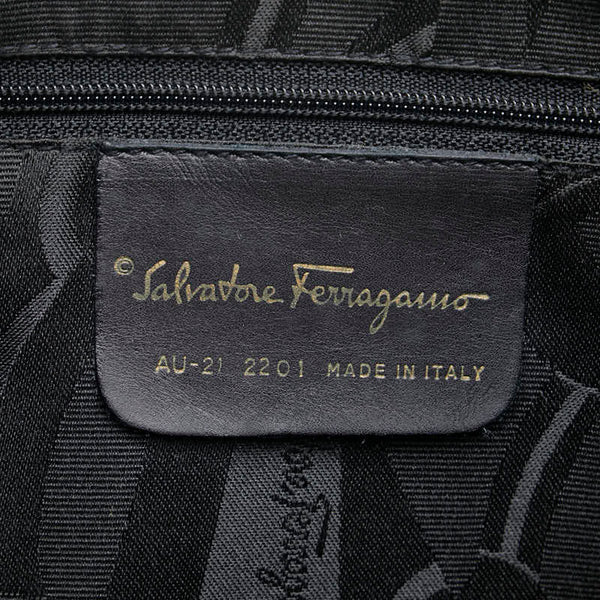 © Salvatore Ferragamo
AU-21 2201 MADE IN ITALY